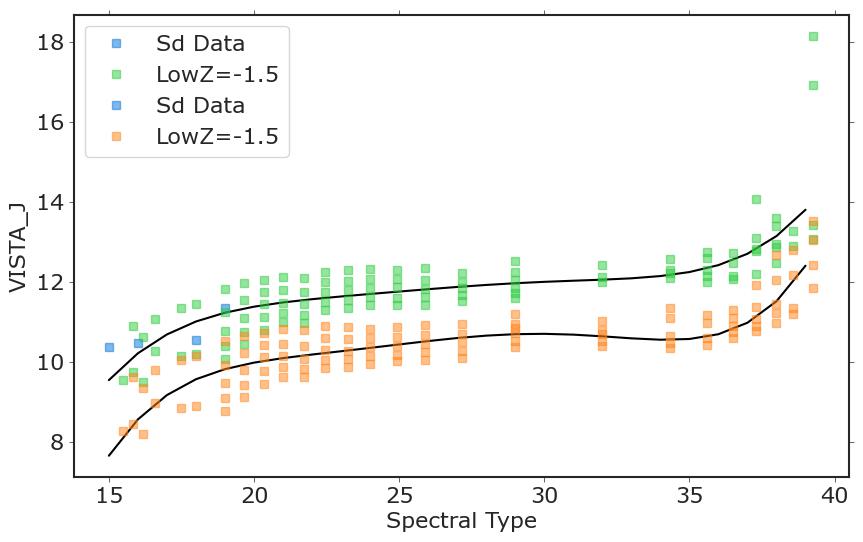 Sd Data
LowZ=-1.5
Sd Data
LowZ=-1.5
18
16
14
12
10
8
VISTA_J
15 20 25 30 35 40
Spectral Type